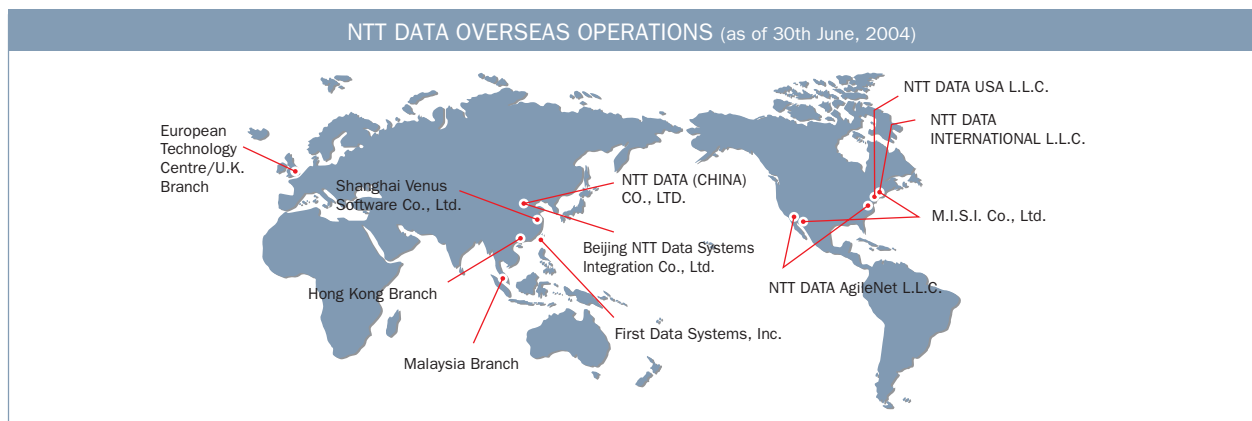 NTT DATA OVERSEAS OPERATIONS (as of 30th June, 2004)
NTT DATA USA L.L.C.
NTT DATA
INTERNATIONAL L.L.C.
European
Technology
Centre/U.K.
Branch
Shanghai Venus
Software Co., Ltd.
NTT DATA (CHINA)
CO., LTD.
M.I.S.I. Co., Ltd.
Beijing NTT Data Systems
Integration Co., Ltd.
NTT DATA AgileNet L.L.C.
Hong Kong Branch
First Data Systems, Inc.
Malaysia Branch